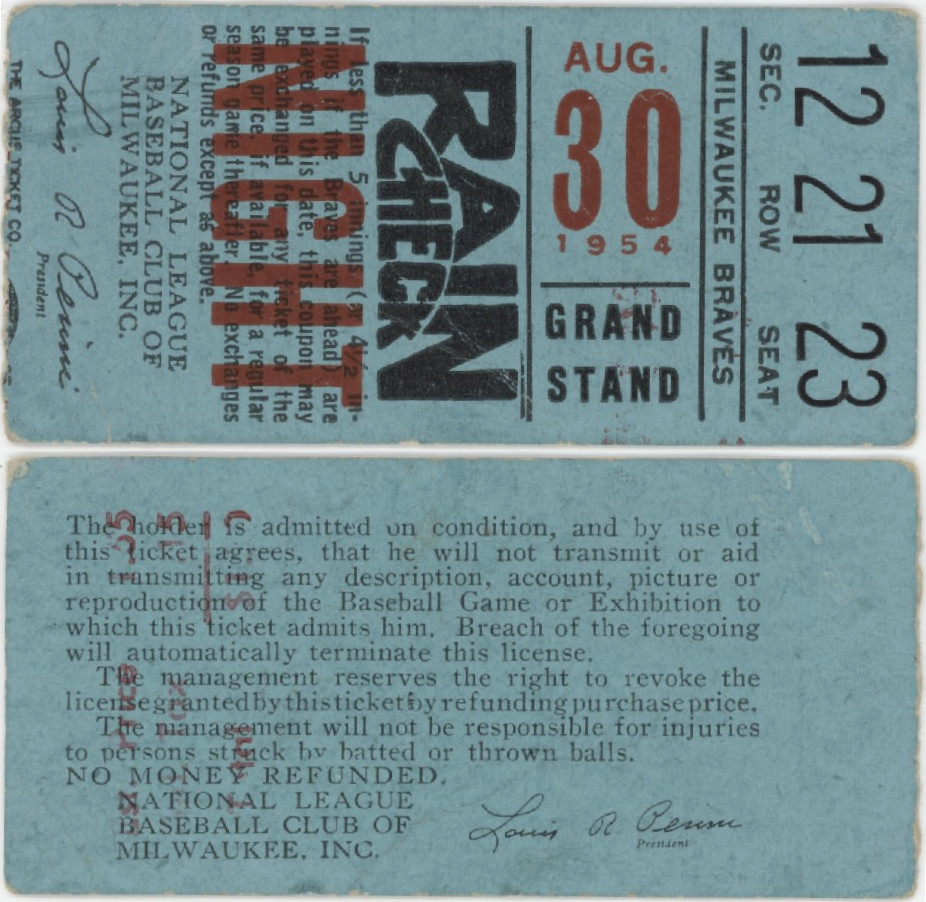 12 21 23
SEC. ROW SEAT
MILWAUKEE BRAVES
AUG.
30
1954
GRAND
STAND
RAIN
CHECK
NIGHT
If less than 5 innings (or 4½ in-
nings if the Braves are ahead) are
played on this date, this coupon may
be exchanged for any ticket of the
same price, if available, for a regular
season game thereafter. No exchanges
or refunds except as above.
NATIONAL LEAGUE
BASEBALL CLUB OF
MILWAUKEE, INC.
Louis R. Perini
President
THE ARCUS TICKET CO.
The holder is admitted on condition, and by use of
this ticket agrees, that he will not transmit or aid
in transmitting any description, account, picture or
reproduction of the Baseball Game or Exhibition to
which this ticket admits him. Breach of the foregoing
will automatically terminate this license.
The management reserves the right to revoke the
license granted by this ticket by refunding purchase price.
The management will not be responsible for injuries
to persons struck by batted or thrown balls.
NO MONEY REFUNDED.
NATIONAL LEAGUE
BASEBALL CLUB OF
MILWAUKEE, INC.
Louis R. Perini
President